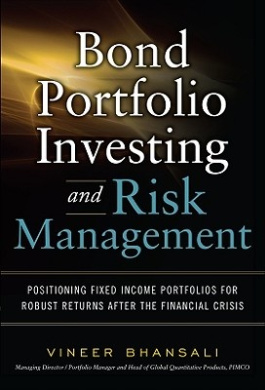 Bond
Portfolio
Investing
and Risk
Management
POSITIONING FIXED INCOME PORTFOLIOS FOR
ROBUST RETURNS AFTER THE FINANCIAL CRISIS
VINEER BHANSALI
Managing Director / Portfolio Manager and Head of Global Quantitative Products, PIMCO